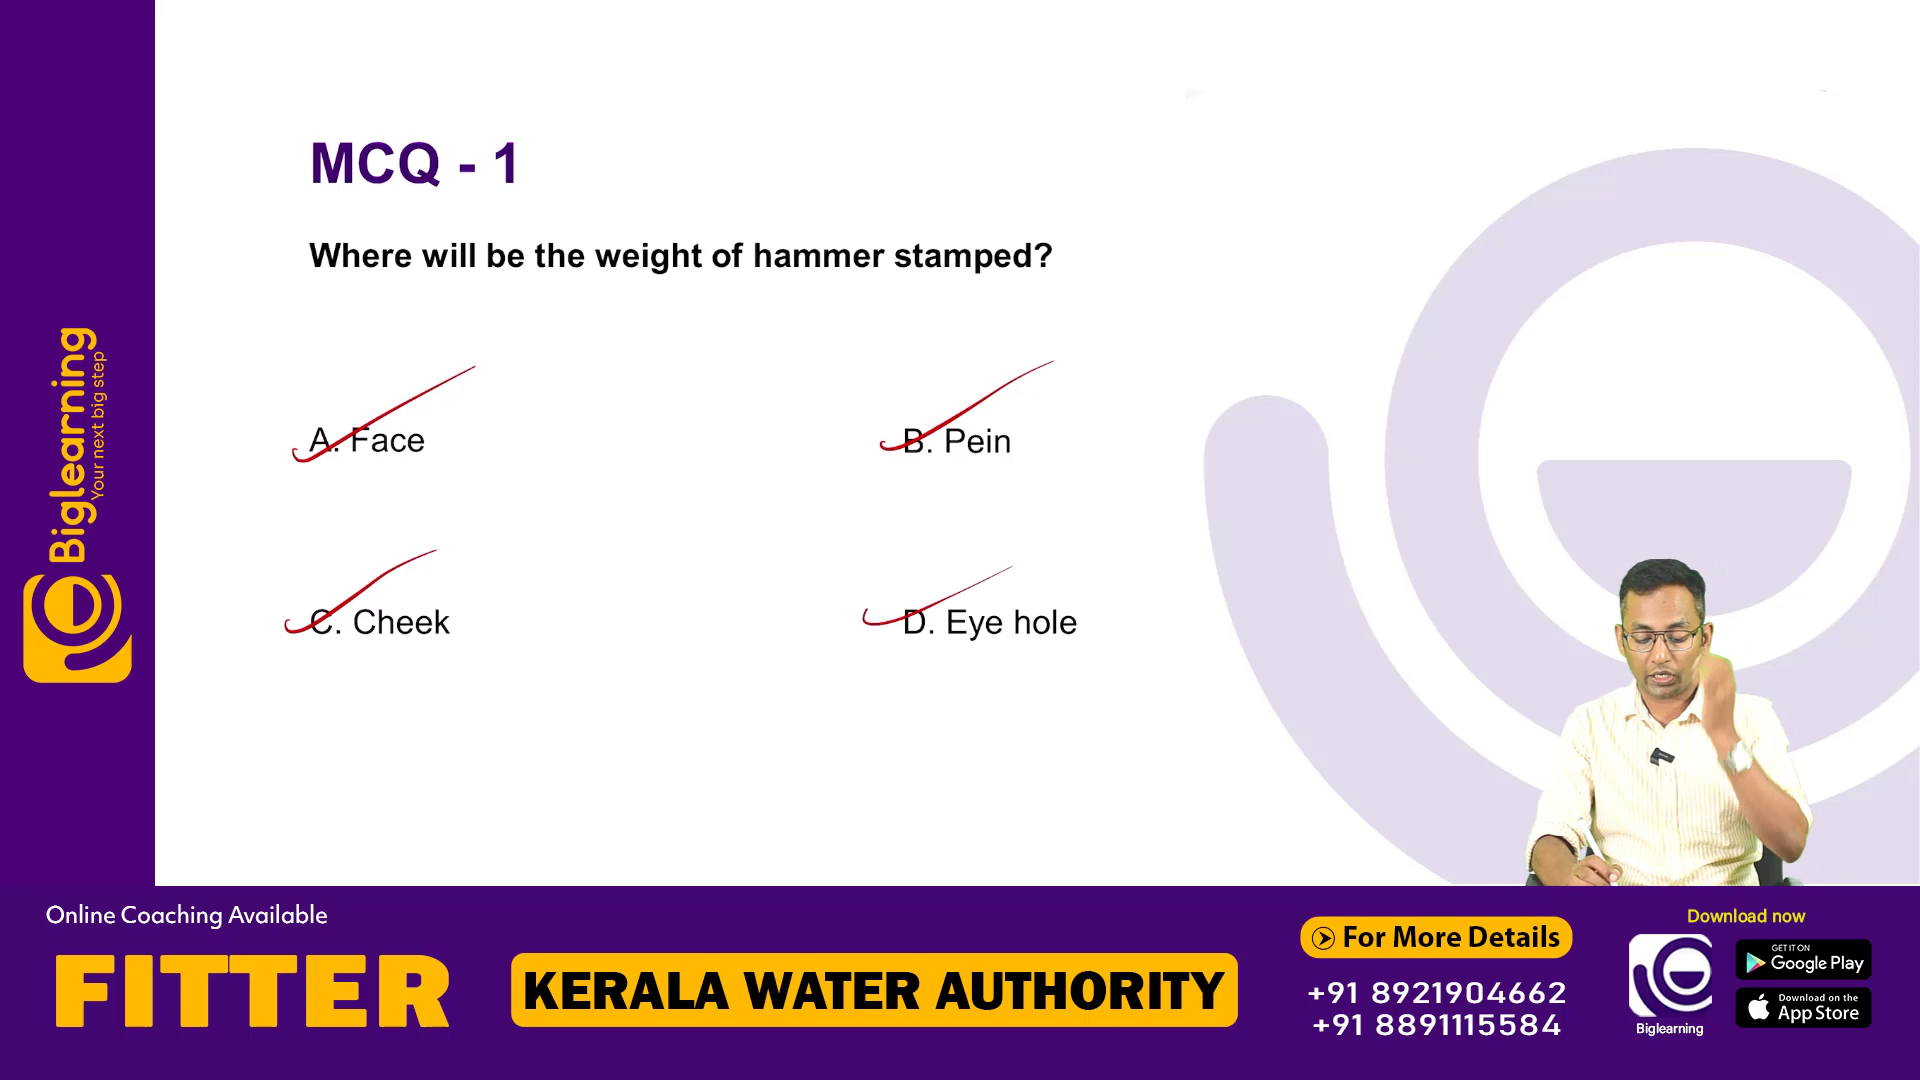 MCQ - 1
Where will be the weight of hammer stamped?
A. Face
B. Pein
C. Cheek
D. Eye hole
Biglearning
Your next big step
Online Coaching Available
FITTER
KERALA WATER AUTHORITY
For More Details
+91 8921904662
+91 8891115584
Download now
Biglearning
GET IT ON
Google Play
Download on the
App Store